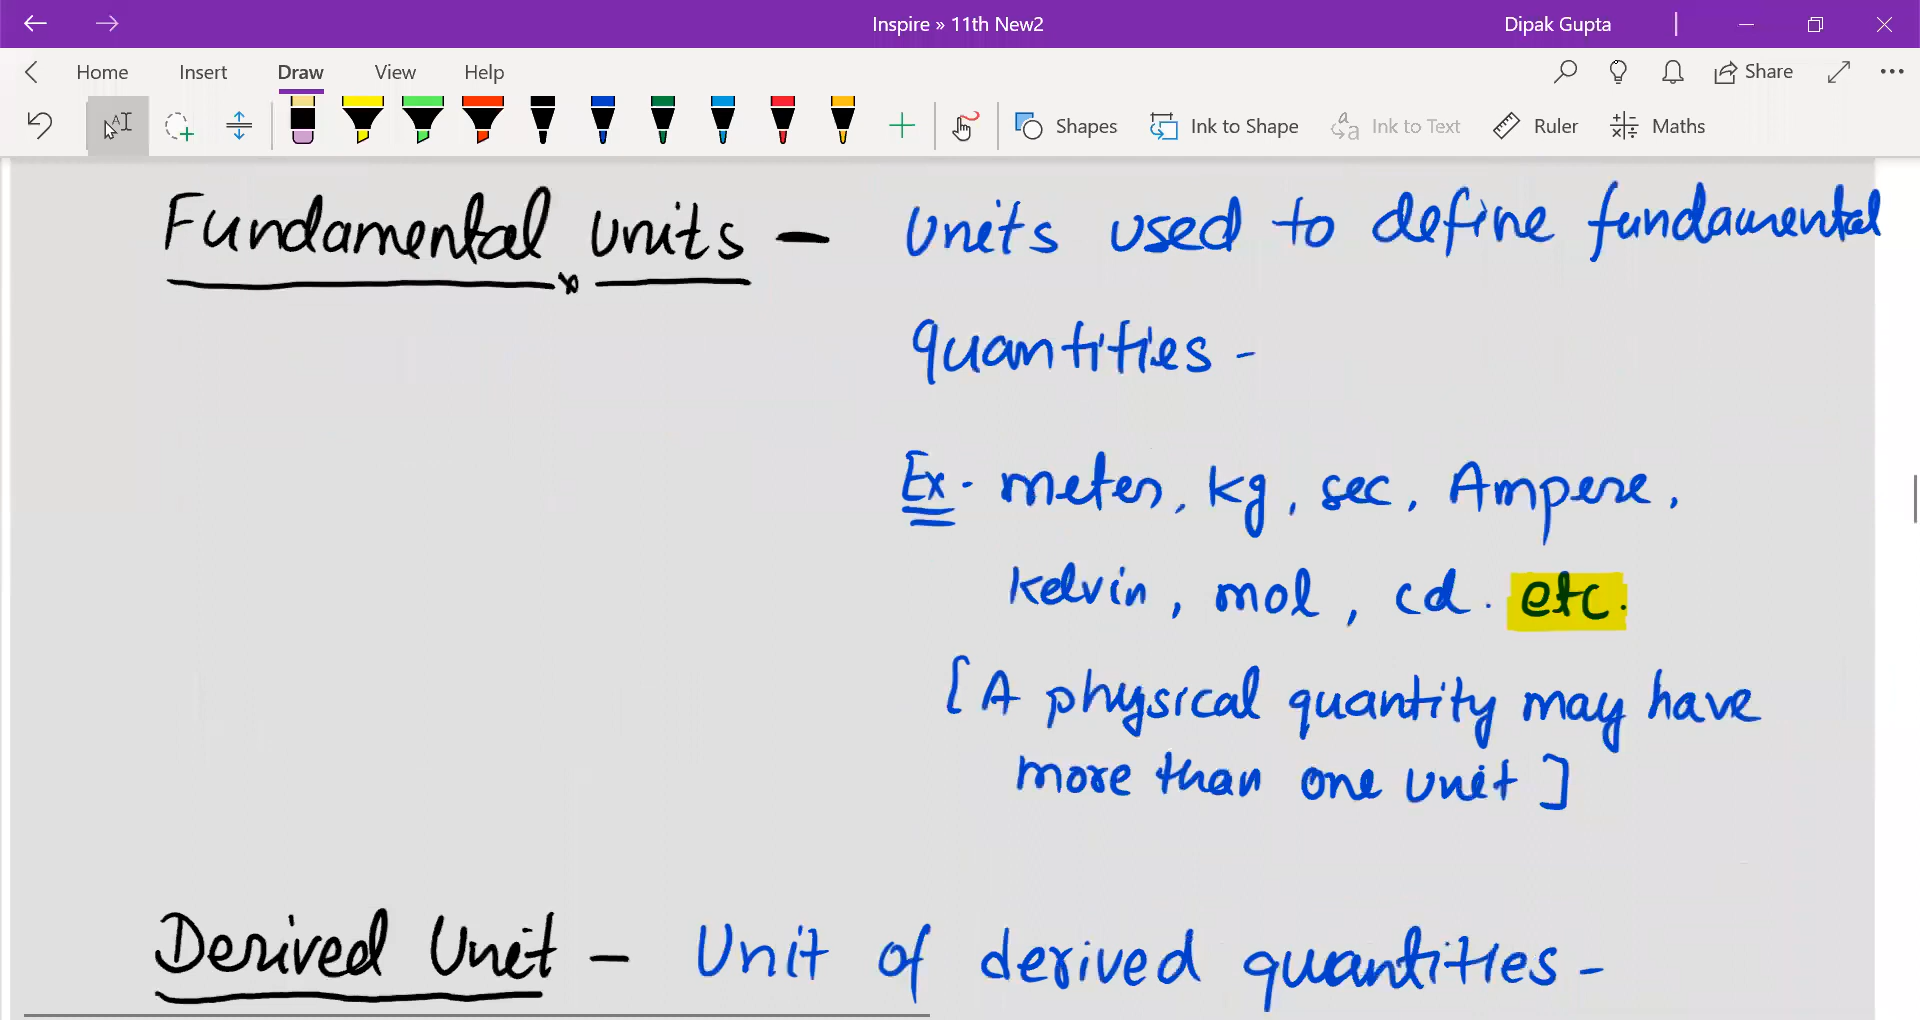 Inspire » 11th New2
Dipak Gupta
Home Insert Draw View Help
Share
Shapes Ink to Shape Ink to Text Ruler Maths
Fundamental units - Units used to define fundamental
quantities -
Ex - meter, kg, sec, Ampere,
kelvin, mol, cd. etc.
[A physical quantity may have
more than one unit]
Derived Unit - Unit of derived quantities -